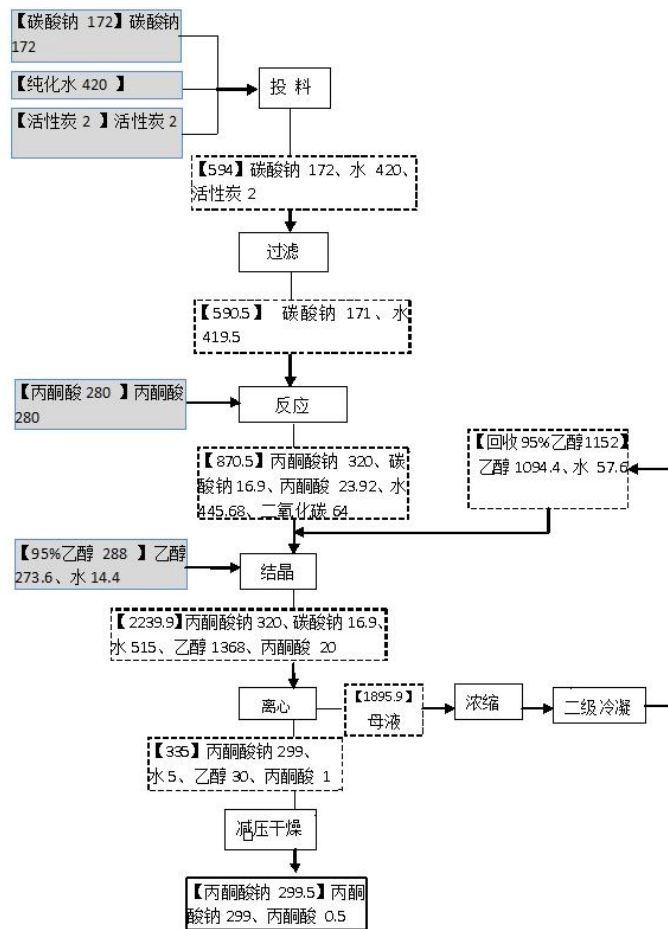 【碳酸钠 172】碳酸钠
172
【纯化水 420 】
【活性炭 2 】活性炭 2
投 料
【594】碳酸钠 172、水 420、
活性炭 2
过滤
【590.5】 碳酸钠 171、水
419.5
【丙酮酸 280 】丙酮酸
280
反应
【870.5】丙酮酸钠 320、碳
酸钠 16.9、丙酮酸 23.92、水
445.68、二氧化碳 64
【回收 95%乙醇1152】
乙醇 1094.4、水 57.6
【95%乙醇 288 】乙醇
273.6、水 14.4
结晶
【2239.9】丙酮酸钠 320、碳酸钠 16.9、
水 515、乙醇 1368、丙酮酸 20
离心
【1895.9】
母液
浓缩
二级冷凝
【335】丙酮酸钠 299、
水 5、乙醇 30、丙酮酸 1
减压干燥
【丙酮酸钠 299.5】丙酮
酸钠 299、丙酮酸 0.5